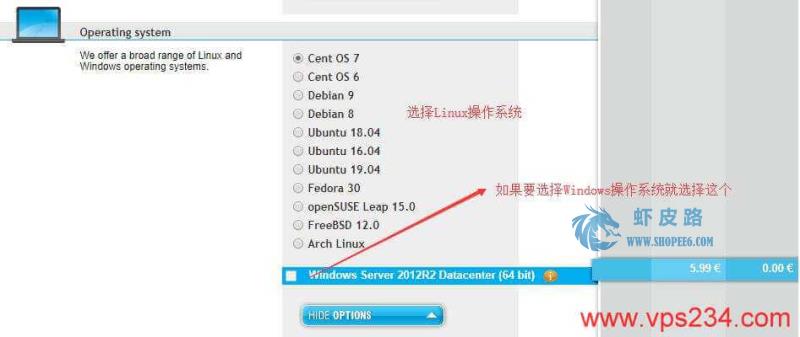 Operating system
We offer a broad range of Linux and
Windows operating systems.
Cent OS 7
Cent OS 6
Debian 9
Debian 8
选择Linux操作系统
Ubuntu 18.04
Ubuntu 16.04
Ubuntu 19.04
Fedora 30
如果要选择Windows操作系统就选择这个
openSUSE Leap 15.0
FreeBSD 12.0
Arch Linux
虾皮路
WWW.SHOPEE6.COM
Windows Server 2012R2 Datacenter (64 bit)
5.99 €
0.00 €
HIDE OPTIONS
www.vps234.com